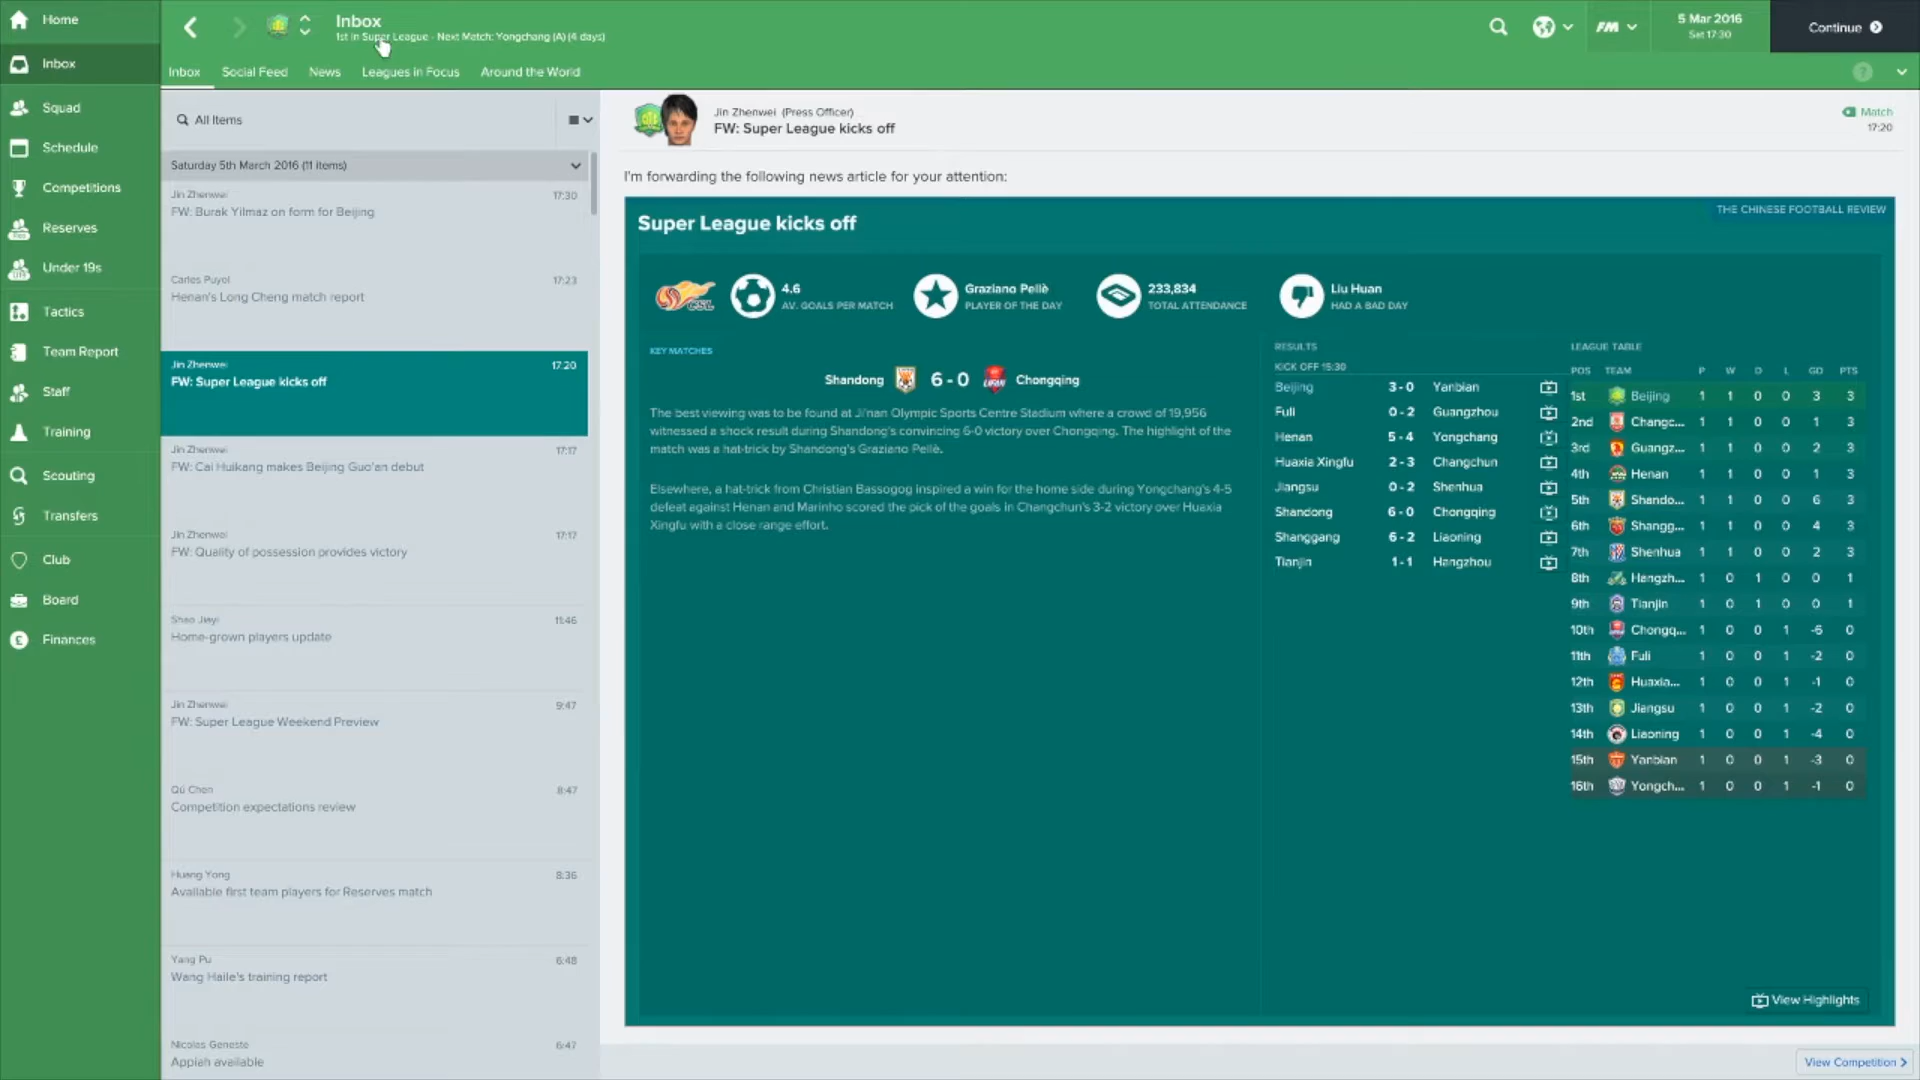 Home
Inbox
Squad
Schedule
Competitions
Reserves
Under 19s
Tactics
Team Report
Staff
Training
Scouting
Transfers
Club
Board
Finances
Inbox
1st in Super League - Next Match: Yongchang (A) (4 days)
FM
5 Mar 2016
Sat 17:30
Continue
Inbox Social Feed News Leagues in Focus Around the World
All Items
Saturday 5th March 2016 (11 items)
Jin Zhenwei 17:30
FW: Burak Yilmaz on form for Beijing
Carles Puyol 17:23
Henan's Long Cheng match report
Jin Zhenwei 17:20
FW: Super League kicks off
Jin Zhenwei 17:17
FW: Cai Huikang makes Beijing Guo'an debut
Jin Zhenwei 17:17
FW: Quality of possession provides victory
Shao Jiayi 11:46
Home-grown players update
Jin Zhenwei 9:47
FW: Super League Weekend Preview
Qú Chen 8:47
Competition expectations review
Huang Yong 8:36
Available first team players for Reserves match
Yang Pu 6:48
Wang Haile's training report
Nicolas Geneste 6:47
Appiah available
Jin Zhenwei (Press Officer)
FW: Super League kicks off
Match
17:20
I'm forwarding the following news article for your attention:
Super League kicks off
THE CHINESE FOOTBALL REVIEW
CSL
4.6
AV. GOALS PER MATCH
Graziano Pellè
PLAYER OF THE DAY
233,834
TOTAL ATTENDANCE
Liu Huan
HAD A BAD DAY
KEY MATCHES
Shandong 6 - 0 Chongqing
The best viewing was to be found at Ji'nan Olympic Sports Centre Stadium where a crowd of 19,956
witnessed a shock result during Shandong's convincing 6-0 victory over Chongqing. The highlight of the
match was a hat-trick by Shandong's Graziano Pellè.
Elsewhere, a hat-trick from Christian Bassogog inspired a win for the home side during Yongchang's 4-5
defeat against Henan and Marinho scored the pick of the goals in Changchun's 3-2 victory over Huaxia
Xingfu with a close range effort.
RESULTS
KICK OFF 15:30
Beijing 3 - 0 Yanbian
Fuli 0 - 2 Guangzhou
Henan 5 - 4 Yongchang
Huaxia Xingfu 2 - 3 Changchun
Jiangsu 0 - 2 Shenhua
Shandong 6 - 0 Chongqing
Shanggang 6 - 2 Liaoning
Tianjin 1 - 1 Hangzhou
LEAGUE TABLE
POS TEAM P W D L GD PTS
1st Beijing 1 1 0 0 3 3
2nd Changc... 1 1 0 0 1 3
3rd Guangz... 1 1 0 0 2 3
4th Henan 1 1 0 0 1 3
5th Shando... 1 1 0 0 6 3
6th Shangg... 1 1 0 0 4 3
7th Shenhua 1 1 0 0 2 3
8th Hangzh... 1 0 1 0 0 1
9th Tianjin 1 0 1 0 0 1
10th Chongq... 1 0 0 1 -6 0
11th Fuli 1 0 0 1 -2 0
12th Huaxia... 1 0 0 1 -1 0
13th Jiangsu 1 0 0 1 -2 0
14th Liaoning 1 0 0 1 -4 0
15th Yanbian 1 0 0 1 -3 0
16th Yongch... 1 0 0 1 -1 0
View Highlights
View Competition